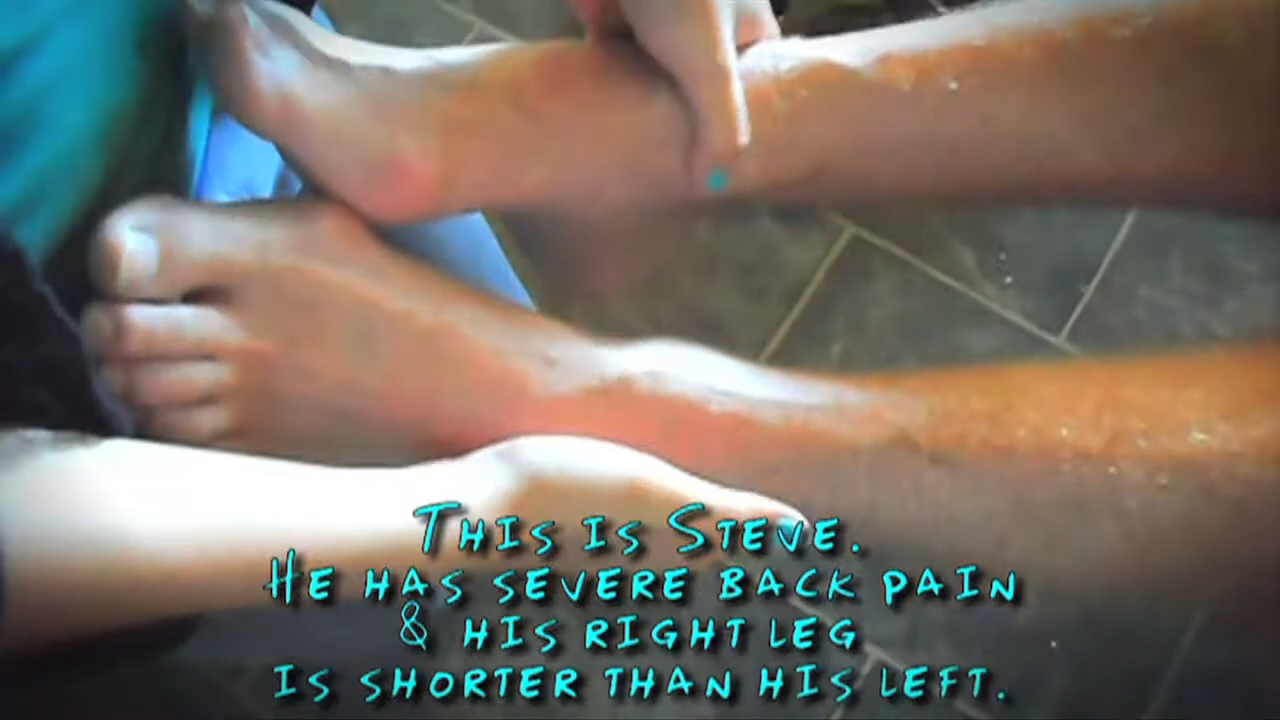 This is Steve.
He has severe back pain
& his right leg
is shorter than his left.